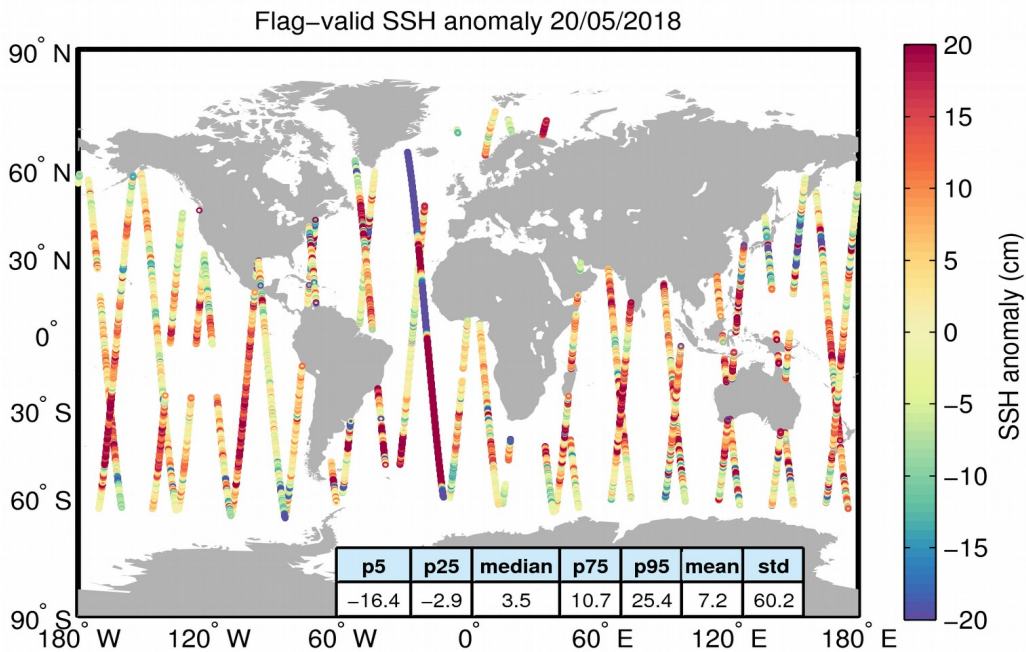 Flag−valid SSH anomaly 20/05/2018
90° N
60° N
30° N
0°
30° S
60° S
90° S
180° W
120° W
60° W
0°
60° E
120° E
180° E
p5 p25 median p75 p95 mean std
−16.4 −2.9 3.5 10.7 25.4 7.2 60.2
20
15
10
5
0
−5
−10
−15
−20
SSH anomaly (cm)